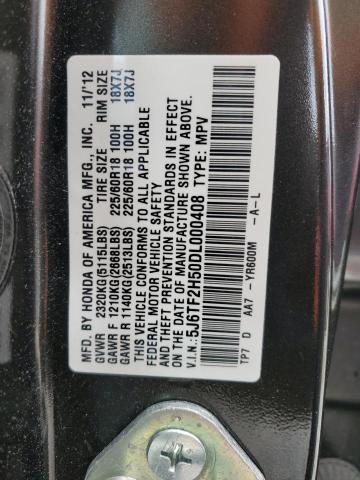 MFD. BY HONDA OF AMERICA MFG., INC. 11/12
GVWR 2320KG(5115LBS) TIRE SIZE RIM SIZE
GAWR F 1210KG(2668LBS) 225/60R18 100H 18X7J
GAWR R 1140KG(2513LBS) 225/60R18 100H 18X7J
THIS VEHICLE CONFORMS TO ALL APPLICABLE
FEDERAL MOTOR VEHICLE SAFETY
AND THEFT PREVENTION STANDARDS IN EFFECT
ON THE DATE OF MANUFACTURE SHOWN ABOVE.
V.I.N.: 5J6TF2H50DL000408 TYPE: MPV
TP7 D AA7 - YR600M -A-L